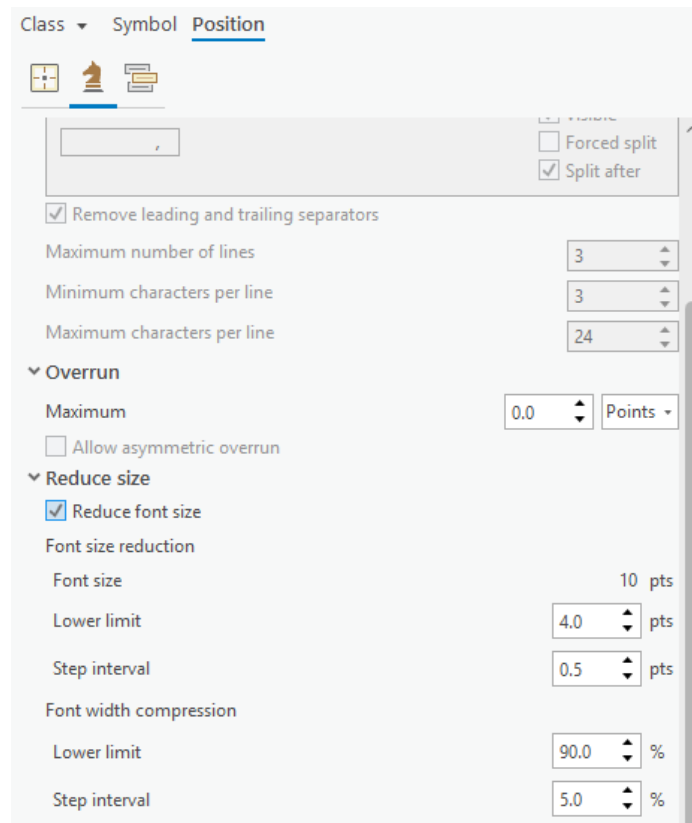 Class Symbol Position
Visible
,
Forced split
Split after
Remove leading and trailing separators
Maximum number of lines 3
Minimum characters per line 3
Maximum characters per line 24
Overrun
Maximum 0.0 Points
Allow asymmetric overrun
Reduce size
Reduce font size
Font size reduction
Font size 10 pts
Lower limit 4.0 pts
Step interval 0.5 pts
Font width compression
Lower limit 90.0 %
Step interval 5.0 %